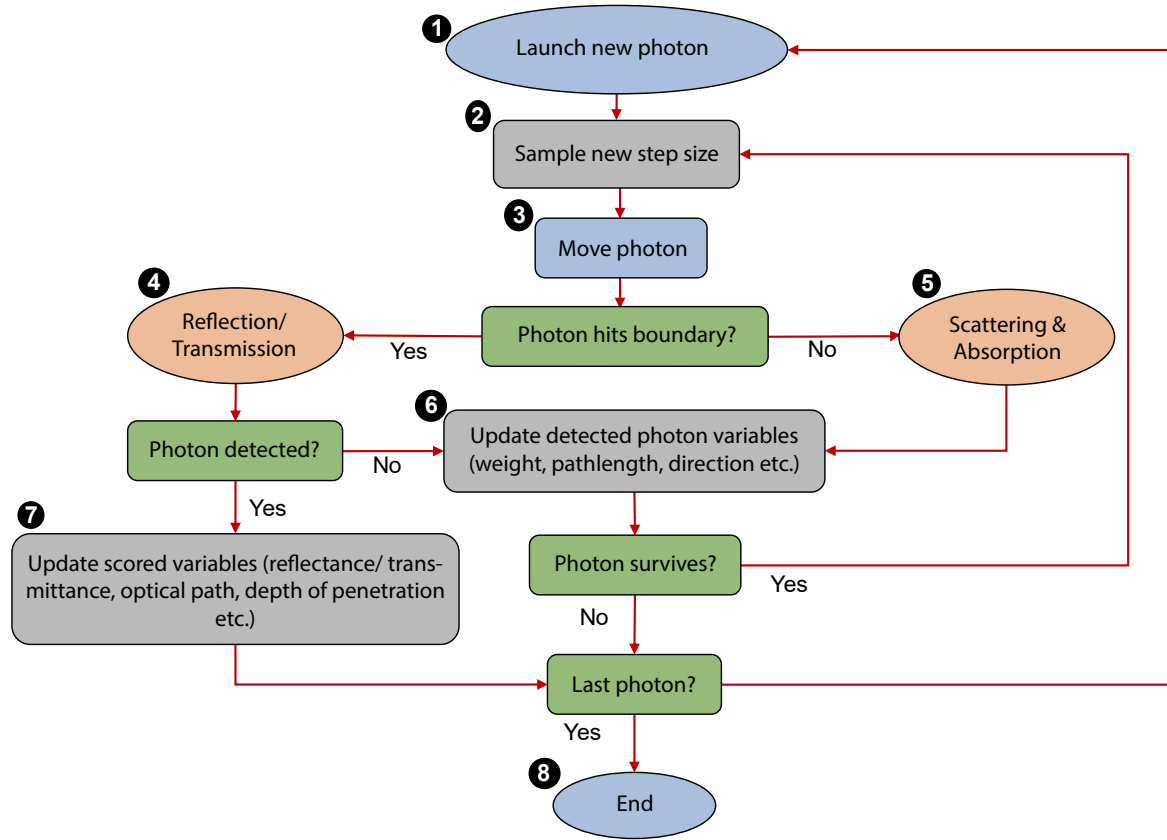 1
Launch new photon
2
Sample new step size
3
Move photon
4
Reflection/
Transmission
Yes
Photon hits boundary?
No
5
Scattering &
Absorption
6
Photon detected?
No
Update detected photon variables
(weight, pathlength, direction etc.)
Yes
7
Update scored variables (reflectance/ trans-
mittance, optical path, depth of penetration
etc.)
Photon survives?
Yes
No
Last photon?
Yes
8
End